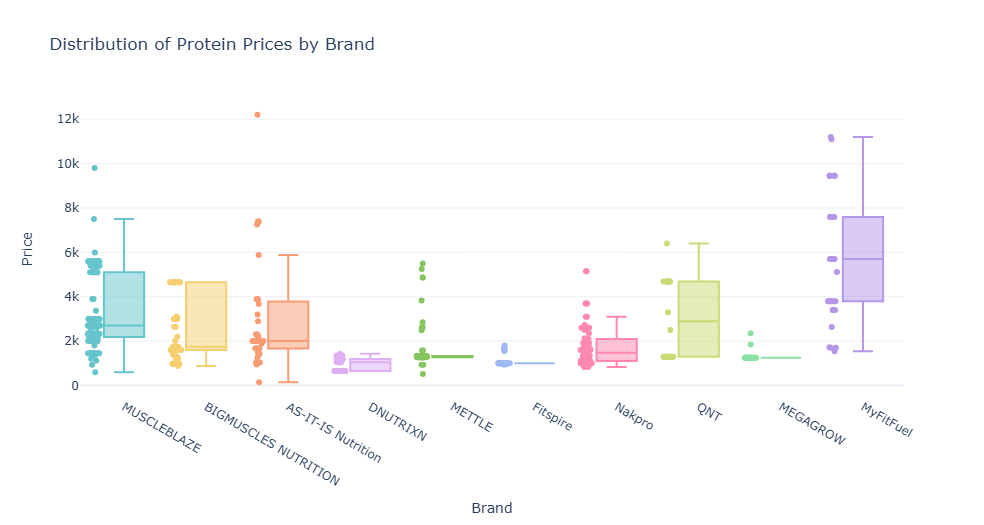 Distribution of Protein Prices by Brand
12k
10k
8k
6k
4k
2k
0
Price
MUSCLEBLAZE
BIGMUSCLES NUTRITION
AS-IT-IS Nutrition
DNUTRIXN
METTLE
Fitspire
Nakpro
QNT
MEGAGROW
MyFitFuel
Brand